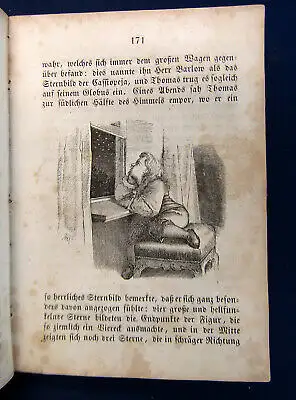 171
wahr, welches sich immer dem großen Wagen gegen-
über befand: dies nannte ihn Herr Barlow als das
Sternbild der Cassiopeja, und Thomas trug es sogleich
auf seinem Globus ein. Eines Abends sah Thomas
zur südlichen Hälfte des Himmels empor, wo er ein
so herrliches Sternbild bemerkte, daß er sich ganz beson-
ders davon angezogen fühlte: vier große und hellfun-
kelnde Sterne bildeten die Endpunkte der Figur, die
so ziemlich ein Viereck ausmachte, und in der Mitte
zeigten sich noch drei Sterne, die in schräger Richtung